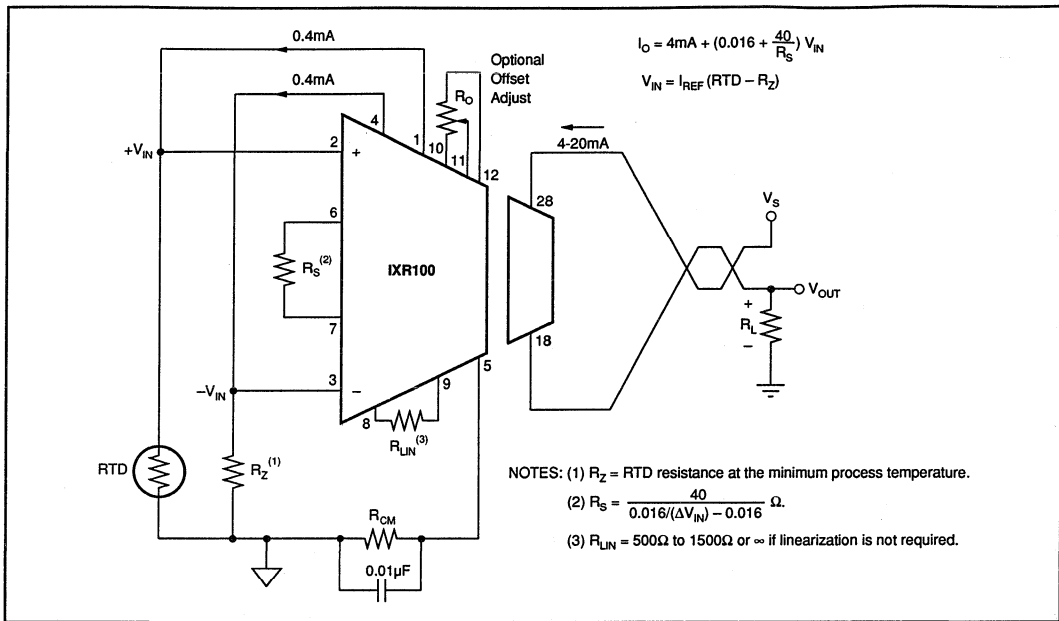 0.4mA
0.4mA
Optional
Offset
Adjust
R_O
I_O = 4mA + (0.016 + 40/R_S) V_IN
V_IN = I_REF (RTD – R_Z)
4
1
10
11
12
+V_IN
2
+
4-20mA
28
V_S
6
R_S (2)
IXR100
7
V_OUT
+
R_L
–
18
5
–V_IN
3
–
9
8
R_LIN (3)
RTD
R_Z (1)
R_CM
0.01µF
NOTES: (1) R_Z = RTD resistance at the minimum process temperature.
(2) R_S = 40 / 0.016/(ΔV_IN) – 0.016 Ω.
(3) R_LIN = 500Ω to 1500Ω or ∞ if linearization is not required.